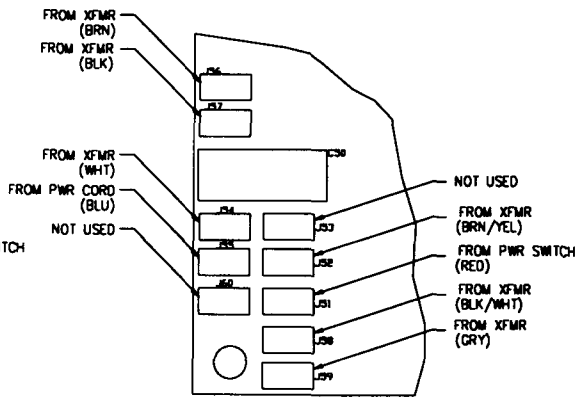 FROM XFMR
(BRN)
FROM XFMR
(BLK)
J56
J57
C50
FROM XFMR
(WHT)
FROM PWR CORD
(BLU)
NOT USED
TCH
J54
J55
J60
J53
J52
J51
J58
J59
NOT USED
FROM XFMR
(BRN/YEL)
FROM PWR SWITCH
(RED)
FROM XFMR
(BLK/WHT)
FROM XFMR
(GRY)